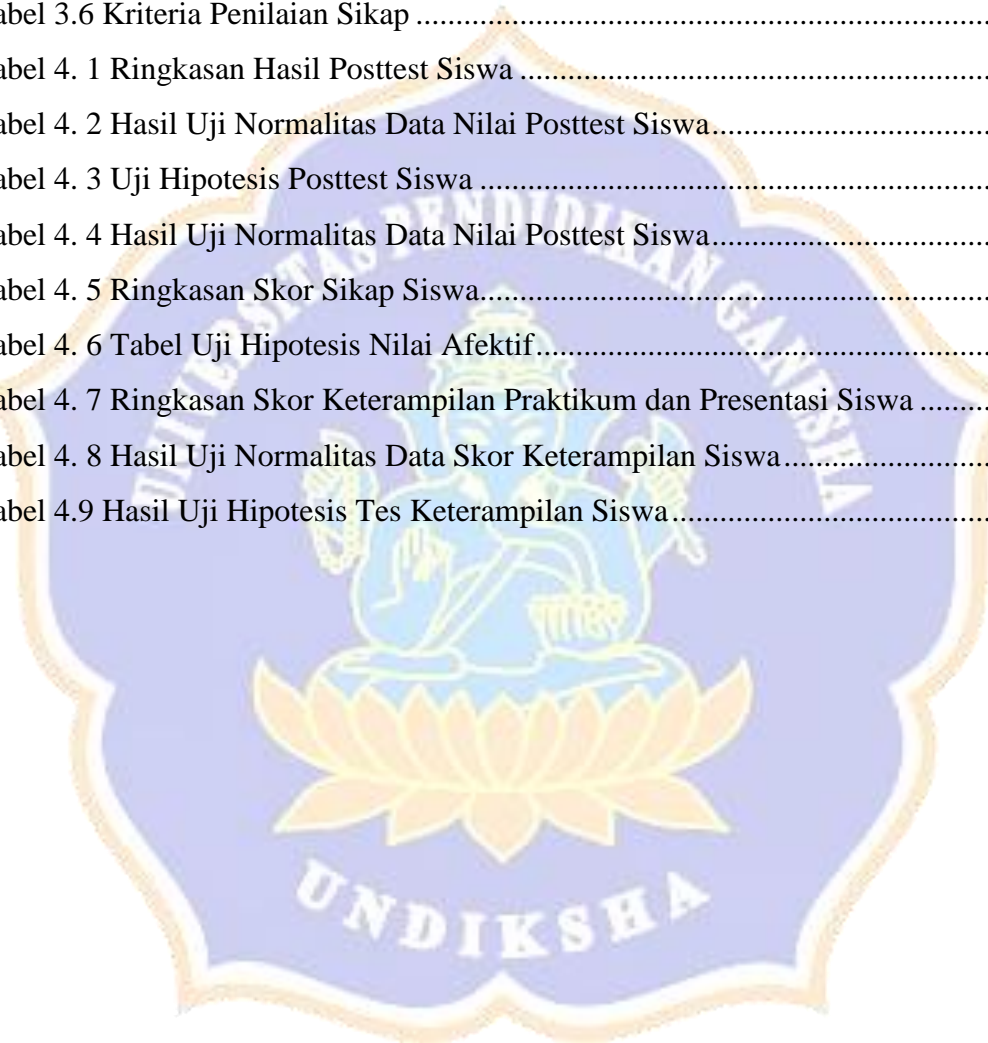 abel 3.6 Kriteria Penilaian Sikap ........................................................................
abel 4. 1 Ringkasan Hasil Posttest Siswa ...........................................................
abel 4. 2 Hasil Uji Normalitas Data Nilai Posttest Siswa...................................
abel 4. 3 Uji Hipotesis Posttest Siswa ................................................................
abel 4. 4 Hasil Uji Normalitas Data Nilai Posttest Siswa...................................
abel 4. 5 Ringkasan Skor Sikap Siswa................................................................
abel 4. 6 Tabel Uji Hipotesis Nilai Afektif.........................................................
abel 4. 7 Ringkasan Skor Keterampilan Praktikum dan Presentasi Siswa .........
abel 4. 8 Hasil Uji Normalitas Data Skor Keterampilan Siswa..........................
abel 4.9 Hasil Uji Hipotesis Tes Keterampilan Siswa........................................
UNIVERSITAS PENDIDIKAN GANESHA
UNDIKSHA